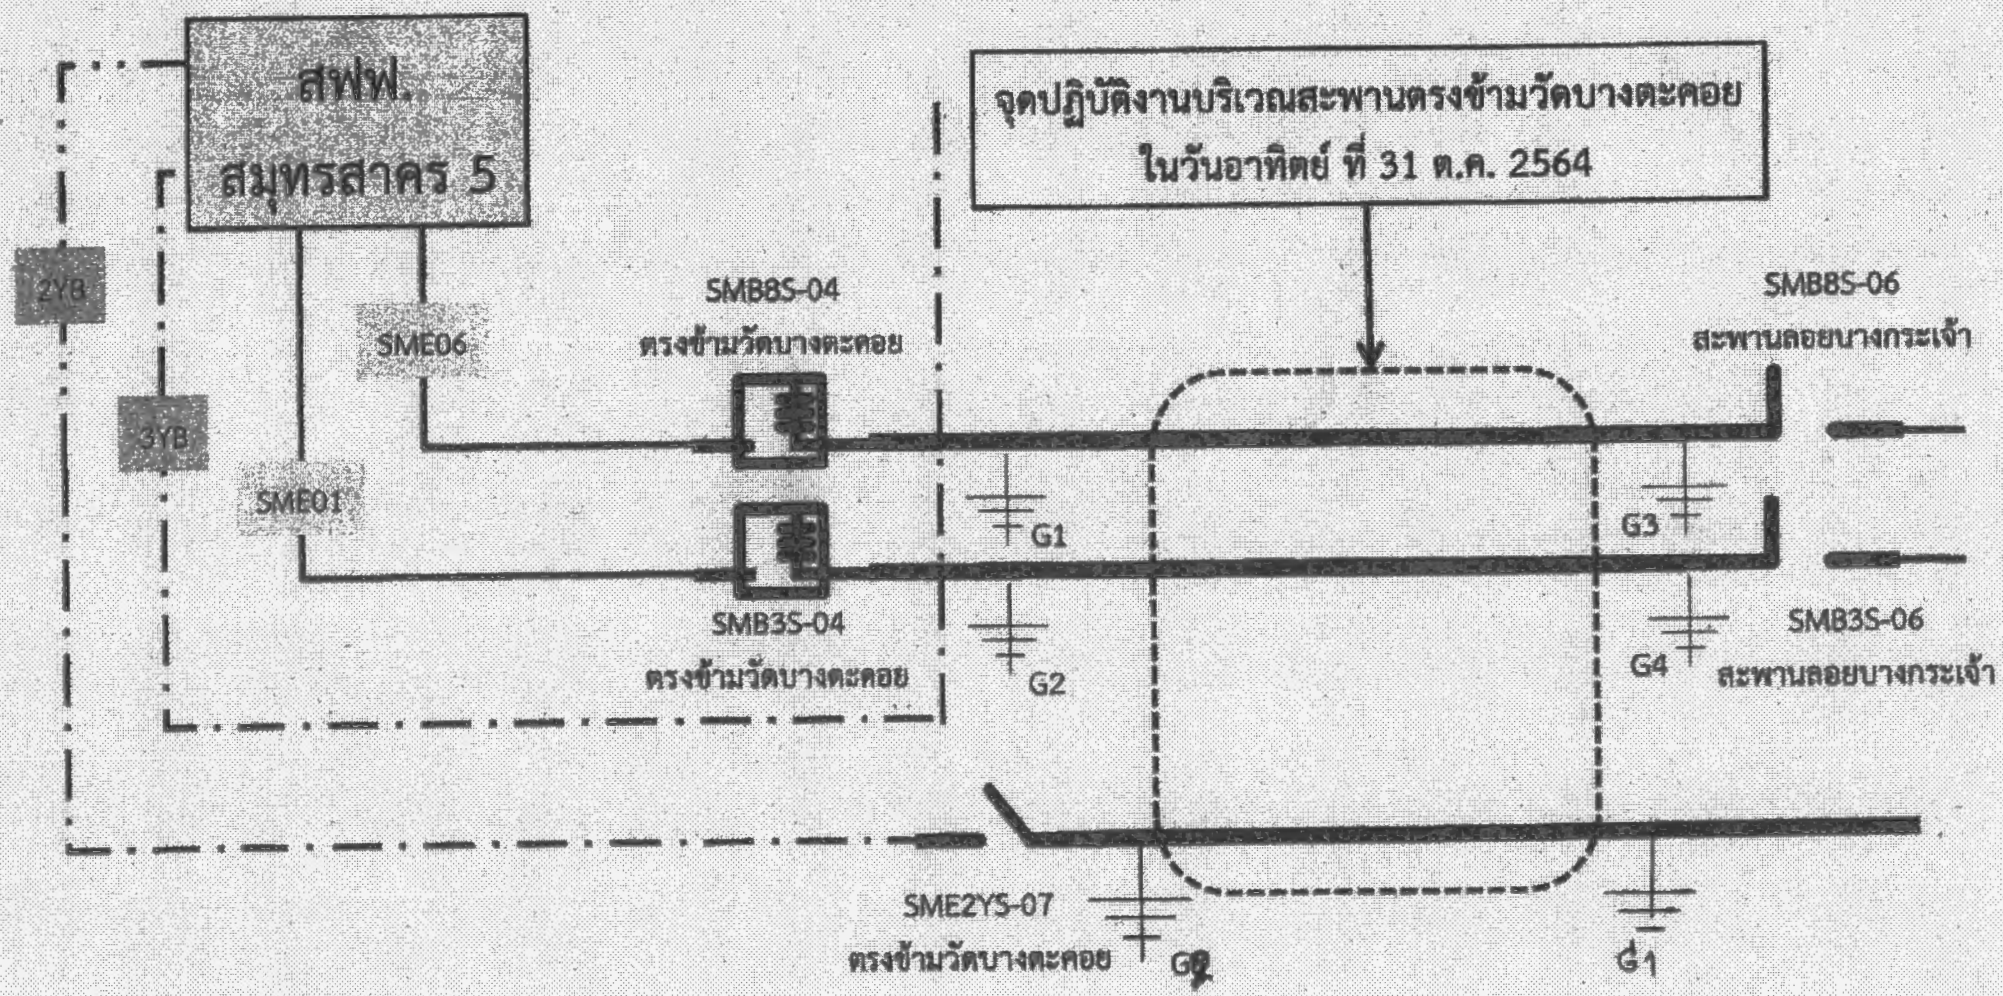 สฟฟ.
สมุทรสาคร 5
จุดปฏิบัติงานบริเวณสะพานตรงข้ามวัดบางตะคอย
ในวันอาทิตย์ ที่ 31 ต.ค. 2564
2YB
3YB
SME06
SME01
SMB8S-04
ตรงข้ามวัดบางตะคอย
SMB8S-06
สะพานลอยบางกระเจ้า
G1
G3
SMB3S-04
ตรงข้ามวัดบางตะคอย
G2
G4
SMB3S-06
สะพานลอยบางกระเจ้า
SME2YS-07
ตรงข้ามวัดบางตะคอย
G1